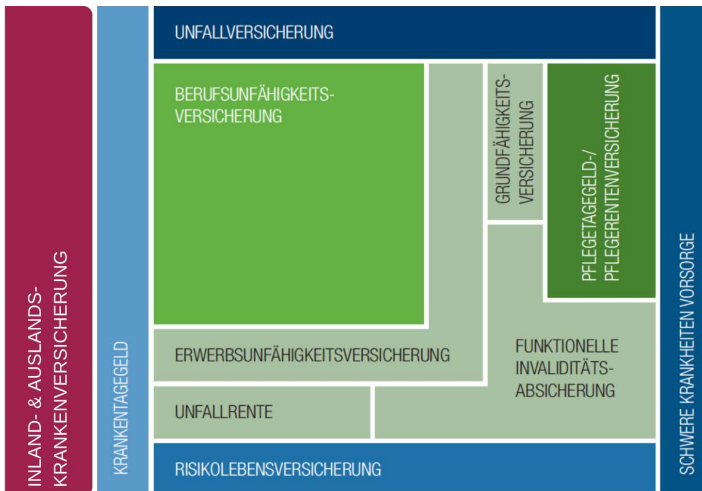 INLAND- & AUSLANDS-
KRANKENVERSICHERUNG
KRANKENTAGEGELD
UNFALLVERSICHERUNG
BERUFSUNFÄHIGKEITS-
VERSICHERUNG
GRUNDFÄHIGKEITS-
VERSICHERUNG
PFLEGETAGEGELD-/
PFLEGERENTENVERSICHERUNG
ERWERBSUNFÄHIGKEITSVERSICHERUNG
FUNKTIONELLE
INVALIDITÄTS-
ABSICHERUNG
UNFALLRENTE
RISIKOLEBENSVERSICHERUNG
SCHWERE KRANKHEITEN VORSORGE